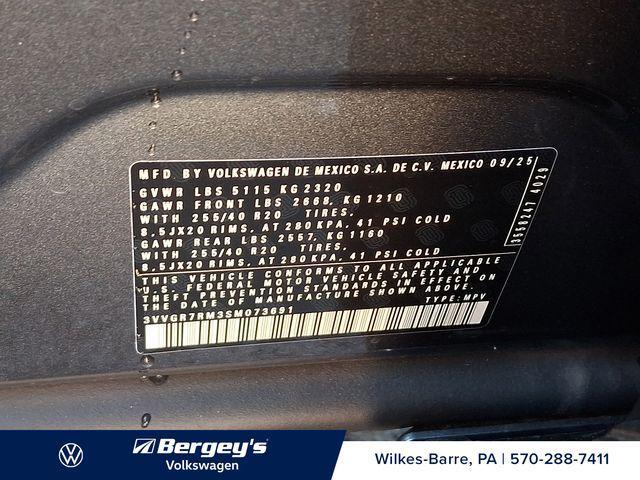 MFD BY VOLKSWAGEN DE MEXICO S.A. DE C.V. MEXICO 09/25
GVWR LBS 5115 KG 2320
GAWR FRONT LBS 2668, KG 1210
WITH 255/40 R20 TIRES.
8.5JX20 RIMS, AT 280 KPA, 41 PSI COLD
GAWR REAR LBS 2557, KG 1160
WITH 255/40 R20 TIRES.
8.5JX20 RIMS, AT 280 KPA, 41 PSI COLD
THIS VEHICLE CONFORMS TO ALL APPLICABLE
U.S. FEDERAL MOTOR VEHICLE SAFETY AND
THEFT PREVENTION STANDARDS IN EFFECT ON
THE DATE OF MANUFACTURE SHOWN ABOVE.
3VVGR7RM3SM073691 TYPE: MPV
3558247 4029
Bergey's
Volkswagen
Wilkes-Barre, PA | 570-288-7411